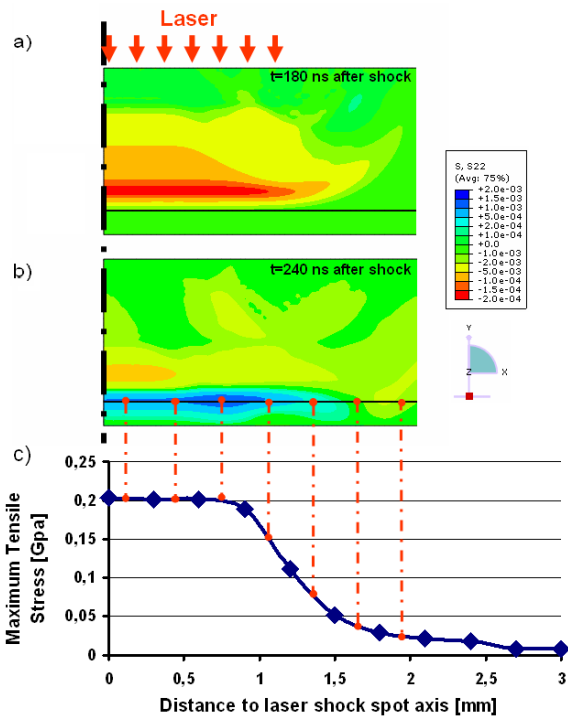 Laser
a)
t=180 ns after shock
S, S22
(Avg: 75%)
+2.0e-03
+1.5e-03
+1.0e-03
+5.0e-04
+2.0e-04
+0.0
-1.0e-03
-2.0e-03
-5.0e-03
-1.0e-03
-1.5e-04
-2.0e-04
b)
t=240 ns after shock
Y
Z
X
c)
Maximum Tensile
Stress [Gpa]
0,25
0,2
0,15
0,1
0,05
0
0
0,5
1
1,5
2
2,5
3
Distance to laser shock spot axis [mm]